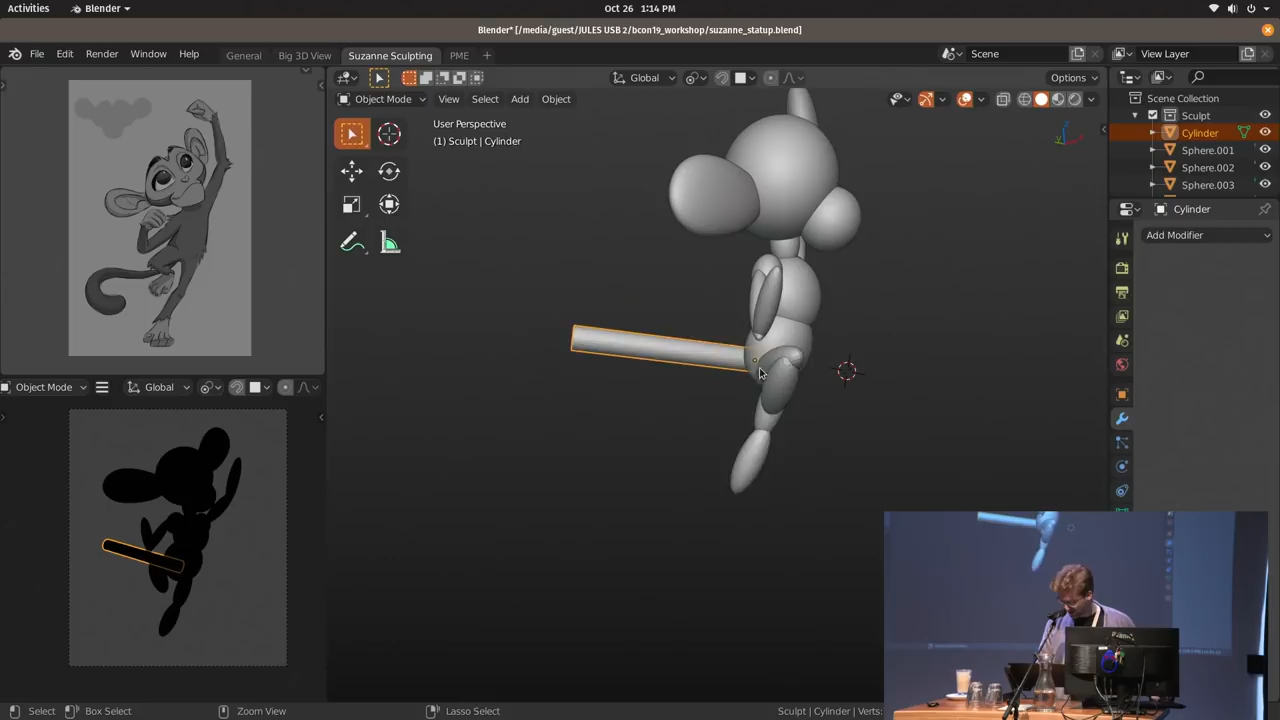 Activities
Blender
Oct 26 1:14 PM
Blender* [/media/guest/JULES USB 2/bcon19_workshop/suzanne_statup.blend]
File Edit Render Window Help
General
Big 3D View
Suzanne Sculpting
PME
Scene
View Layer
Global
Options
Object Mode
View Select Add Object
User Perspective
(1) Sculpt | Cylinder
Scene Collection
Sculpt
Cylinder
Sphere.001
Sphere.002
Sphere.003
Cylinder
Add Modifier
Object Mode
Global
Select
Box Select
Zoom View
Lasso Select
Sculpt | Cylinder | Verts: